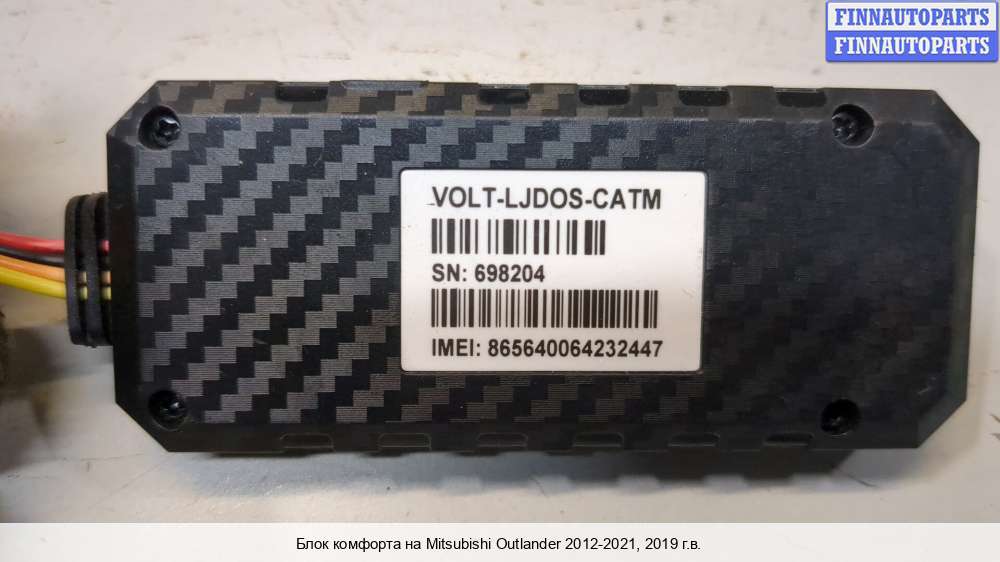 FINNAUTOPARTS
FINNAUTOPARTS
VOLT-LJDOS-CATM
SN: 698204
IMEI: 865640064232447
Блок комфорта на Mitsubishi Outlander 2012-2021, 2019 г.в.